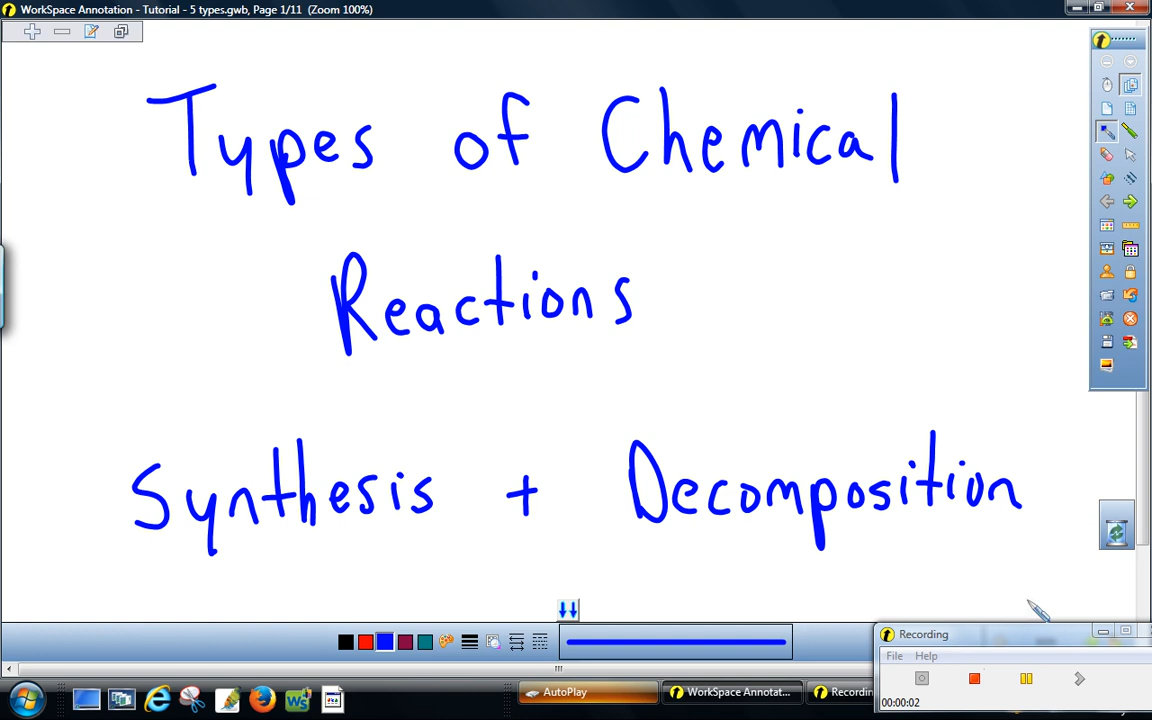 WorkSpace Annotation - Tutorial - 5 types.gwb, Page 1/11 (Zoom 100%)
Types of Chemical
Reactions
Synthesis + Decomposition
Recording
File Help
00:00:02
AutoPlay
WorkSpace Annotat...
Recordin